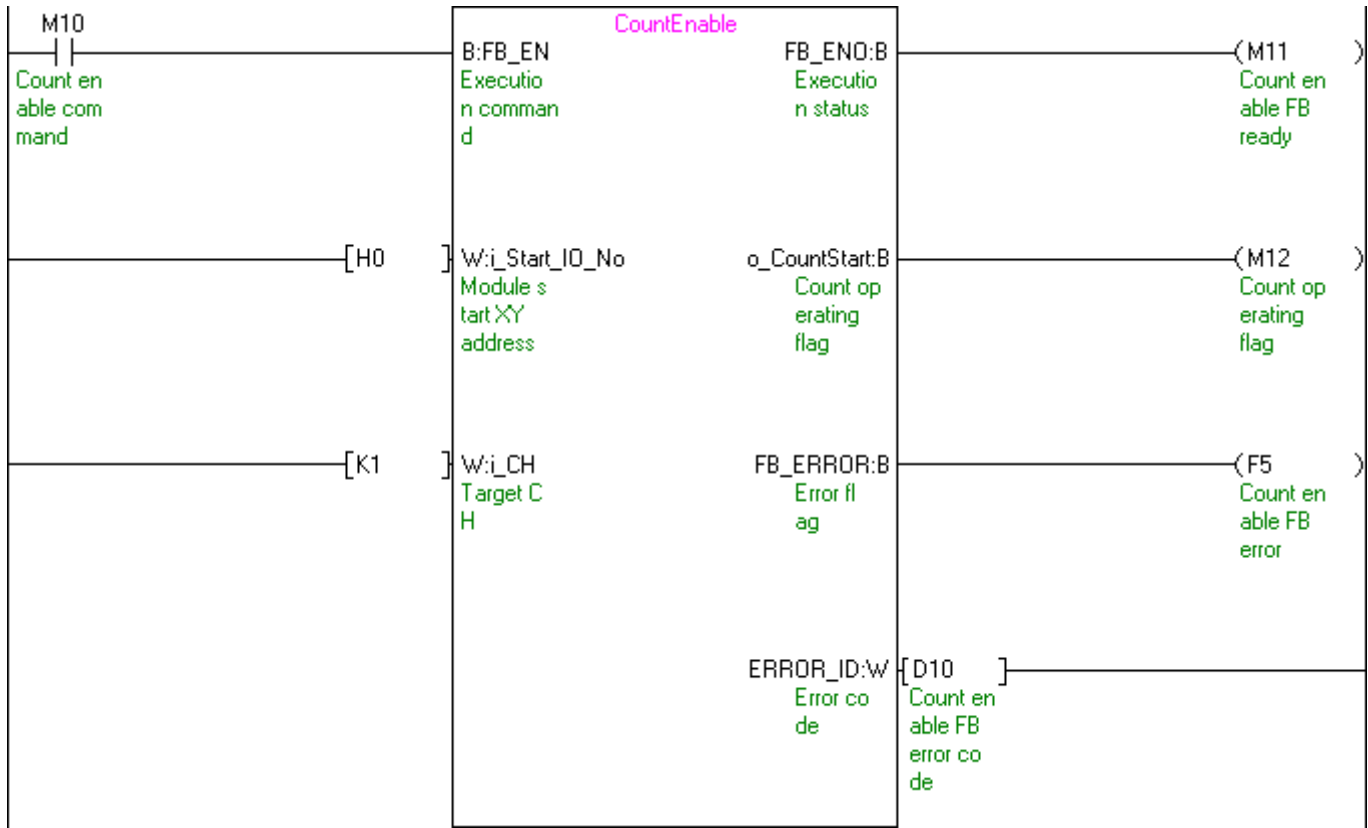 M10
CountEnable
B:FB_EN
FB_ENO:B
(M11 )
Count en
able com
mand
Executio
n comman
d
Executio
n status
Count en
able FB
ready
[H0 ]
W:i_Start_IO_No
o_CountStart:B
(M12 )
Module s
tart XY
address
Count op
erating
flag
Count op
erating
flag
[K1 ]
W:i_CH
FB_ERROR:B
(F5 )
Target C
H
Error fl
ag
Count en
able FB
error
ERROR_ID:W
[D10 ]
Error co
de
Count en
able FB
error co
de